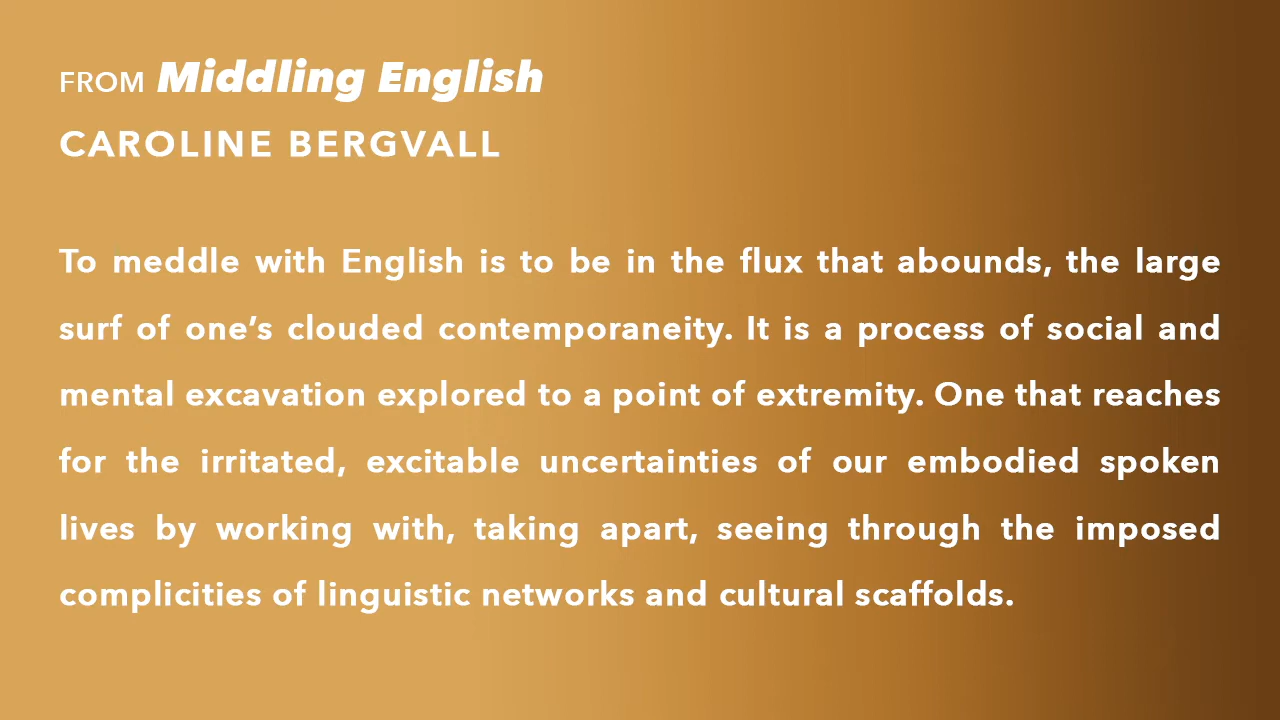 FROM Middling English
CAROLINE BERGVALL
To meddle with English is to be in the flux that abounds, the large
surf of one’s clouded contemporaneity. It is a process of social and
mental excavation explored to a point of extremity. One that reaches
for the irritated, excitable uncertainties of our embodied spoken
lives by working with, taking apart, seeing through the imposed
complicities of linguistic networks and cultural scaffolds.